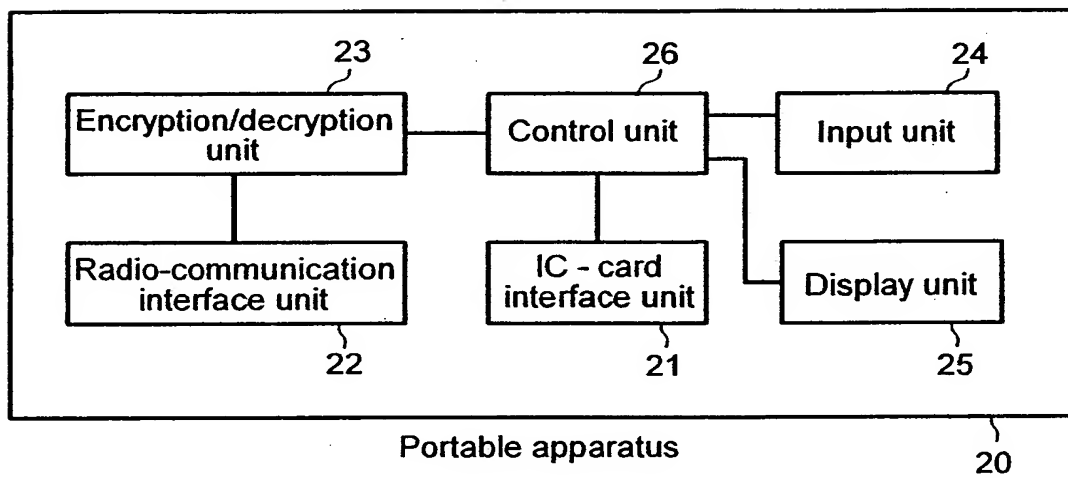 23
26
24
Encryption/decryption
unit
Control unit
Input unit
Radio-communication
interface unit
IC - card
interface unit
Display unit
22
21
25
Portable apparatus
20